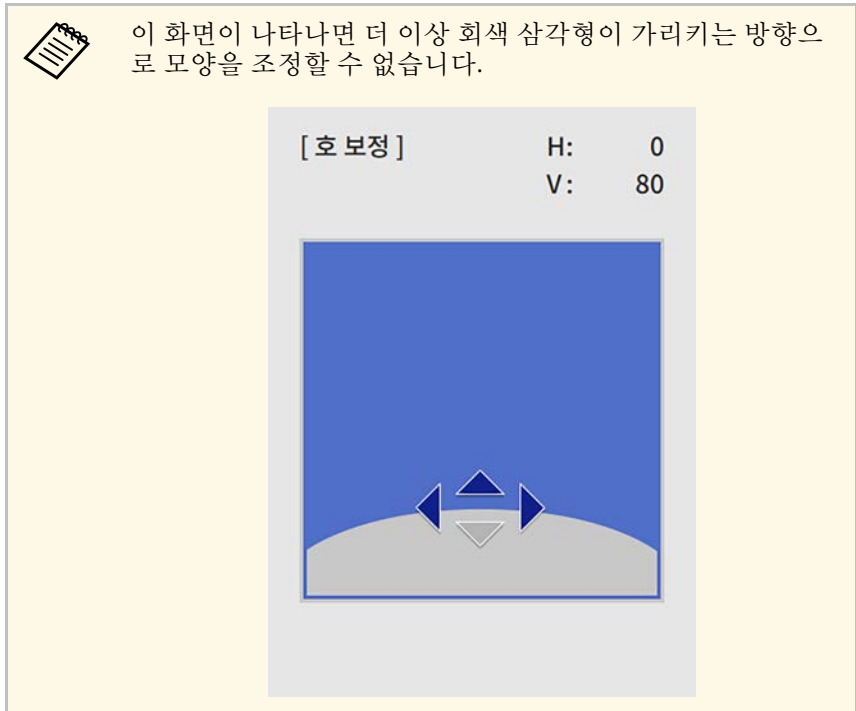 이 화면이 나타나면 더 이상 회색 삼각형이 가리키는 방향으
로 모양을 조정할 수 없습니다.
[ 호 보정 ] H: 0
V: 80